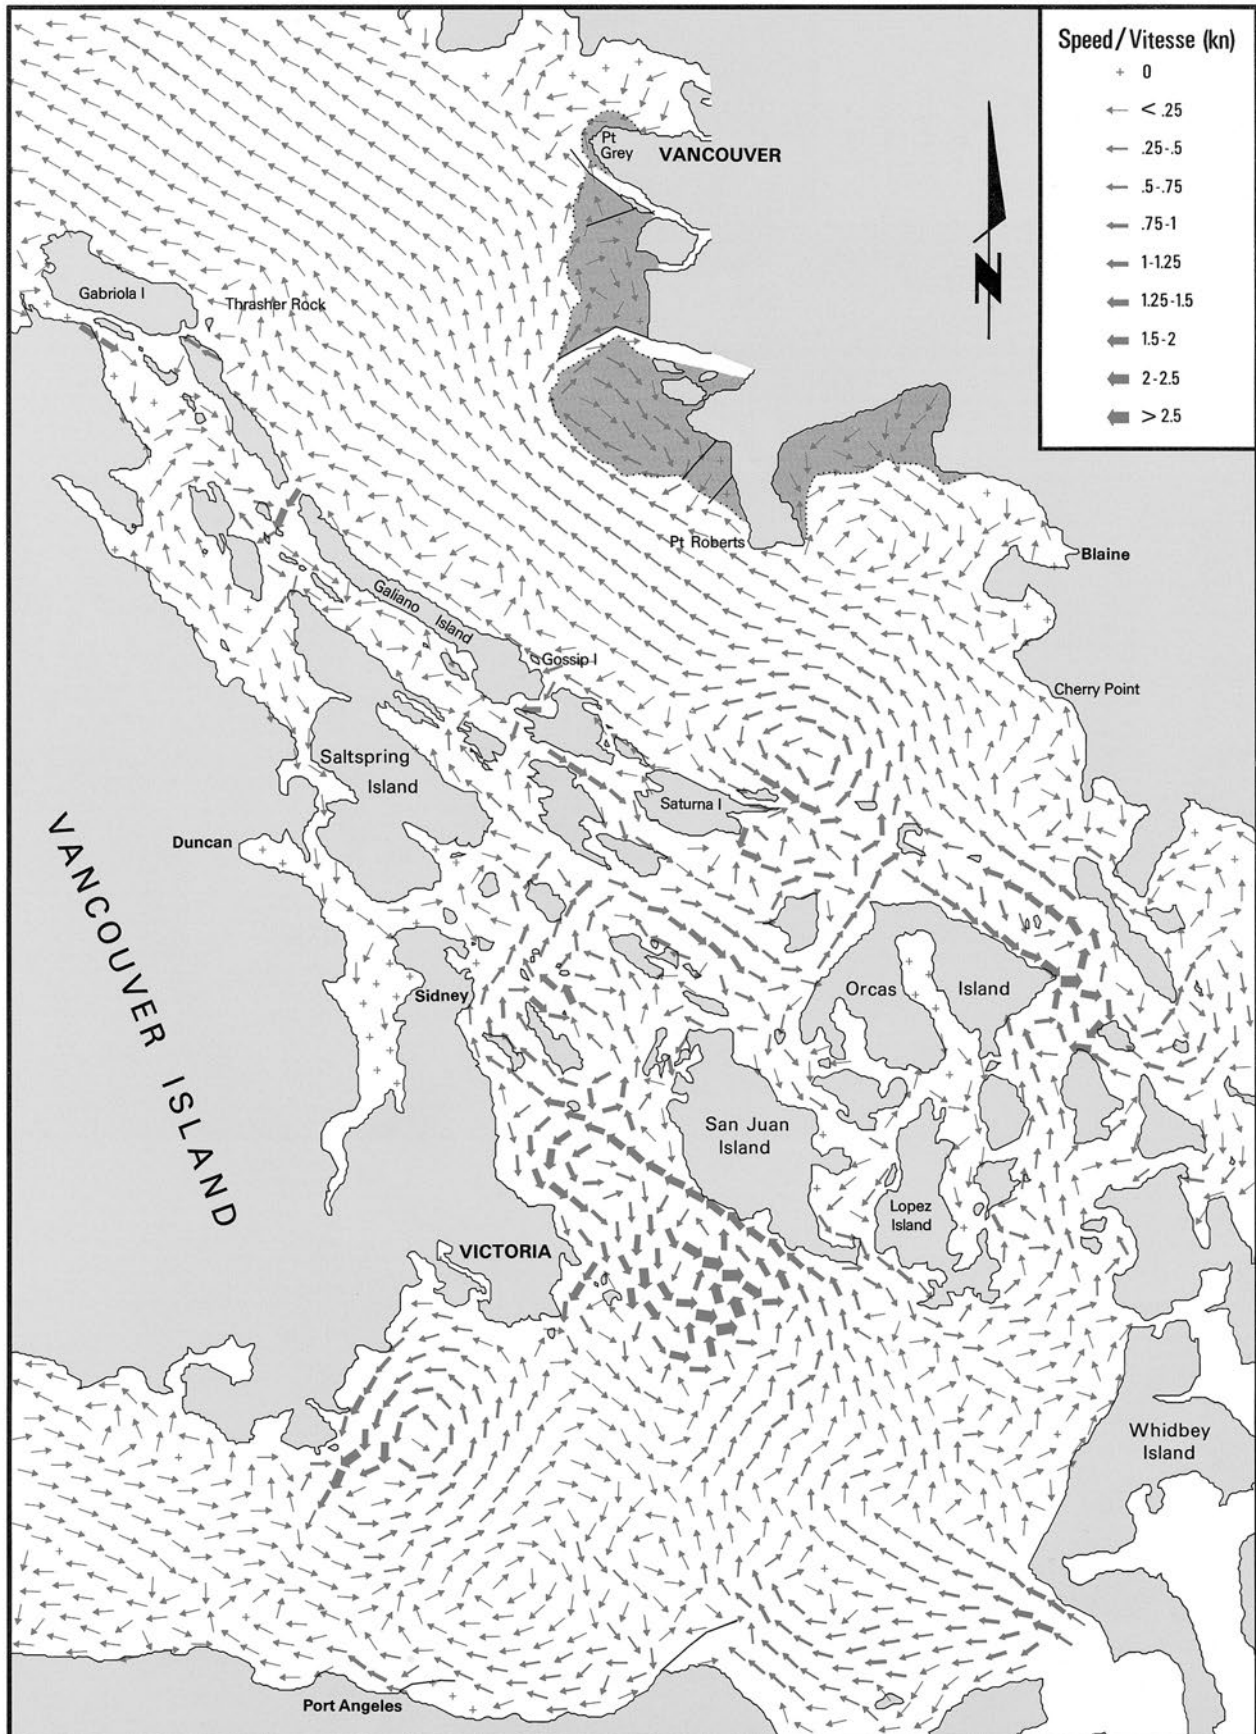 Speed/Vitesse (kn)
0
< .25
.25-.5
.5-.75
.75-1
1-1.25
1.25-1.5
1.5-2
2-2.5
> 2.5
Pt
Grey
VANCOUVER
N
Gabriola I
Thrasher Rock
Pt Roberts
Blaine
Galiano
Island
Gossip I
Cherry Point
Saltspring
Island
Saturna I
Duncan
VANCOUVER ISLAND
Sidney
Orcas
Island
San Juan
Island
Lopez
Island
VICTORIA
Whidbey
Island
Port Angeles